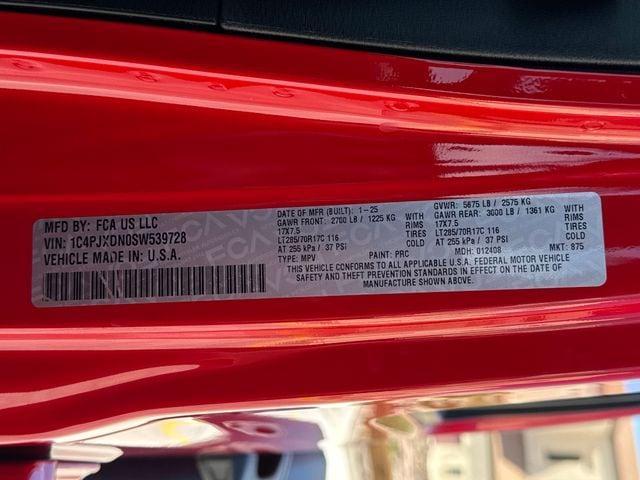 MFD BY: FCA US LLC
VIN: 1C4PJXDN0SW539728
VEHICLE MADE IN U.S.A.
DATE OF MFR (BUILT): 1-25
GAWR FRONT: 2700 LB / 1225 KG WITH
17X7.5 RIMS
LT285/70R17C 116 TIRES
AT 255 kPa / 37 PSI
TYPE: MPV PAINT: PRC
GVWR: 5675 LB / 2575 KG
GAWR REAR: 3000 LB / 1361 KG WITH
17X7.5 RIMS
LT285/70R17C 116 TIRES
AT 255 kPa / 37 PSI
MDH: 012408 MKT: 875
THIS VEHICLE CONFORMS TO ALL APPLICABLE U.S.A. FEDERAL MOTOR VEHICLE
SAFETY AND THEFT PREVENTION STANDARDS IN EFFECT ON THE DATE OF
MANUFACTURE SHOWN ABOVE.